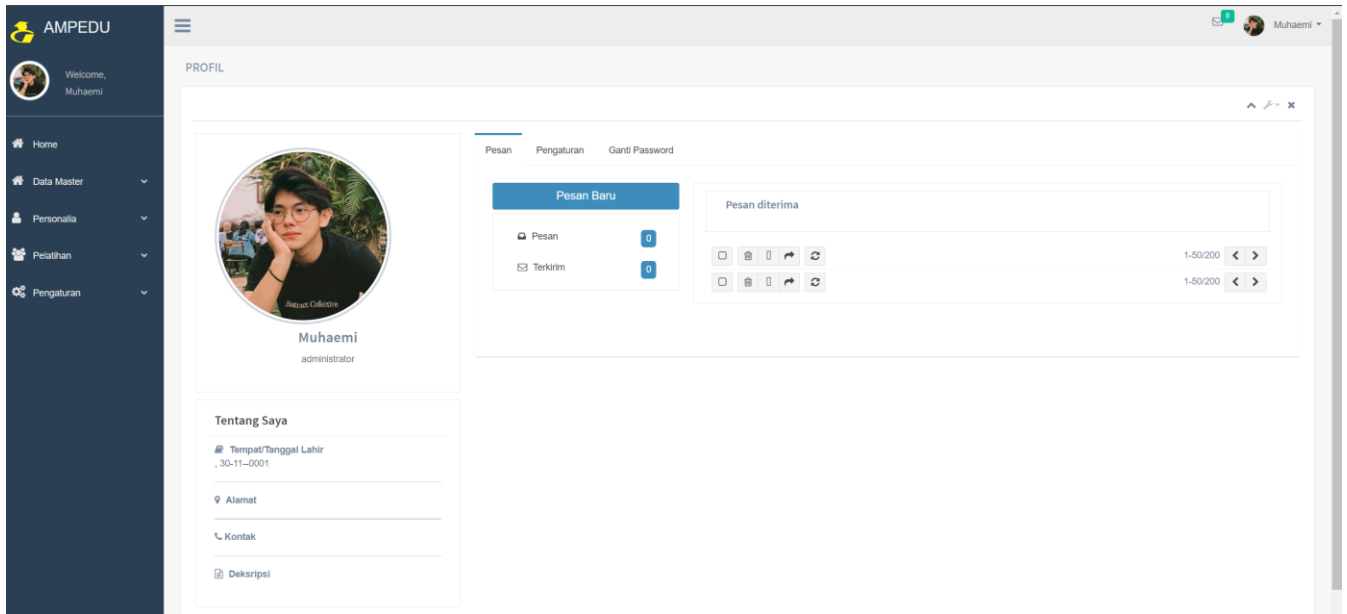 AMPEDU
0
Muhaemi
Welcome,
Muhaemi
PROFIL
Home
Data Master
Personalia
Pelatihan
Pengaturan
Abstract Collective
Muhaemi
administrator
Tentang Saya
Tempat/Tanggal Lahir
, 30-11--0001
Alamat
Kontak
Deksripsi
Pesan Pengaturan Ganti Password
Pesan Baru
Pesan 0
Terkirim 0
Pesan diterima
1-50/200
1-50/200